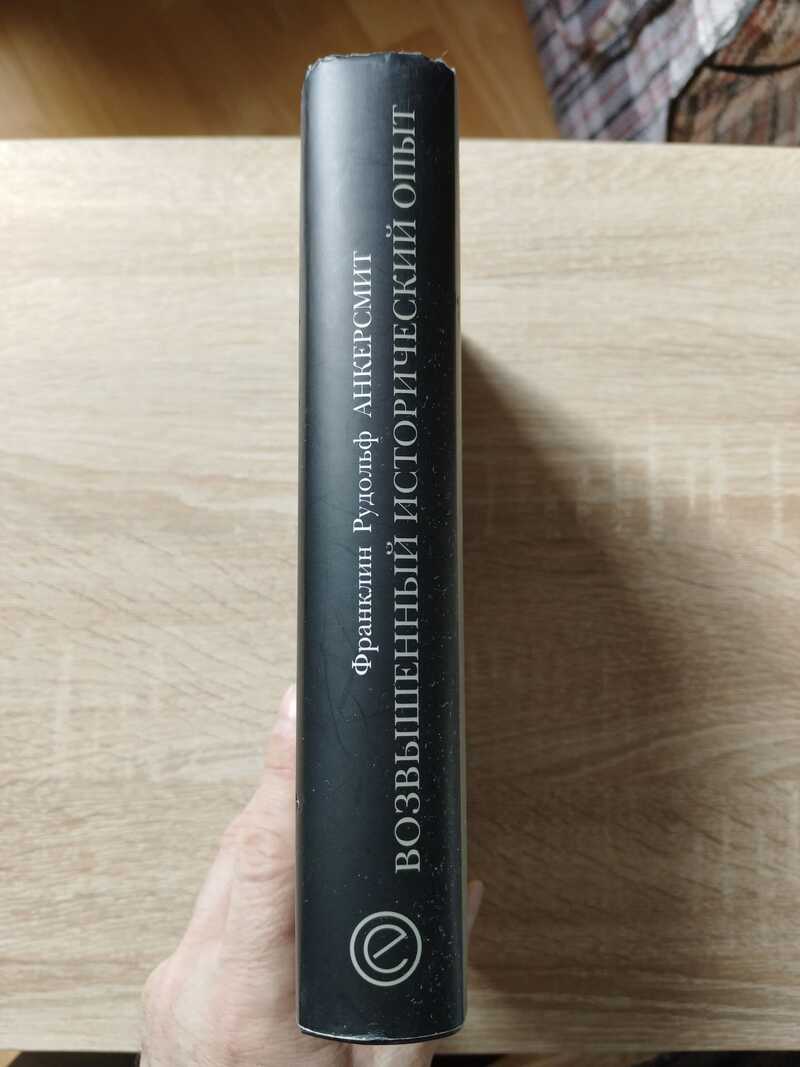 Франклин Рудольф АНКЕРСМИТ
ВОЗВЫШЕННЫЙ ИСТОРИЧЕСКИЙ ОПЫТ
e